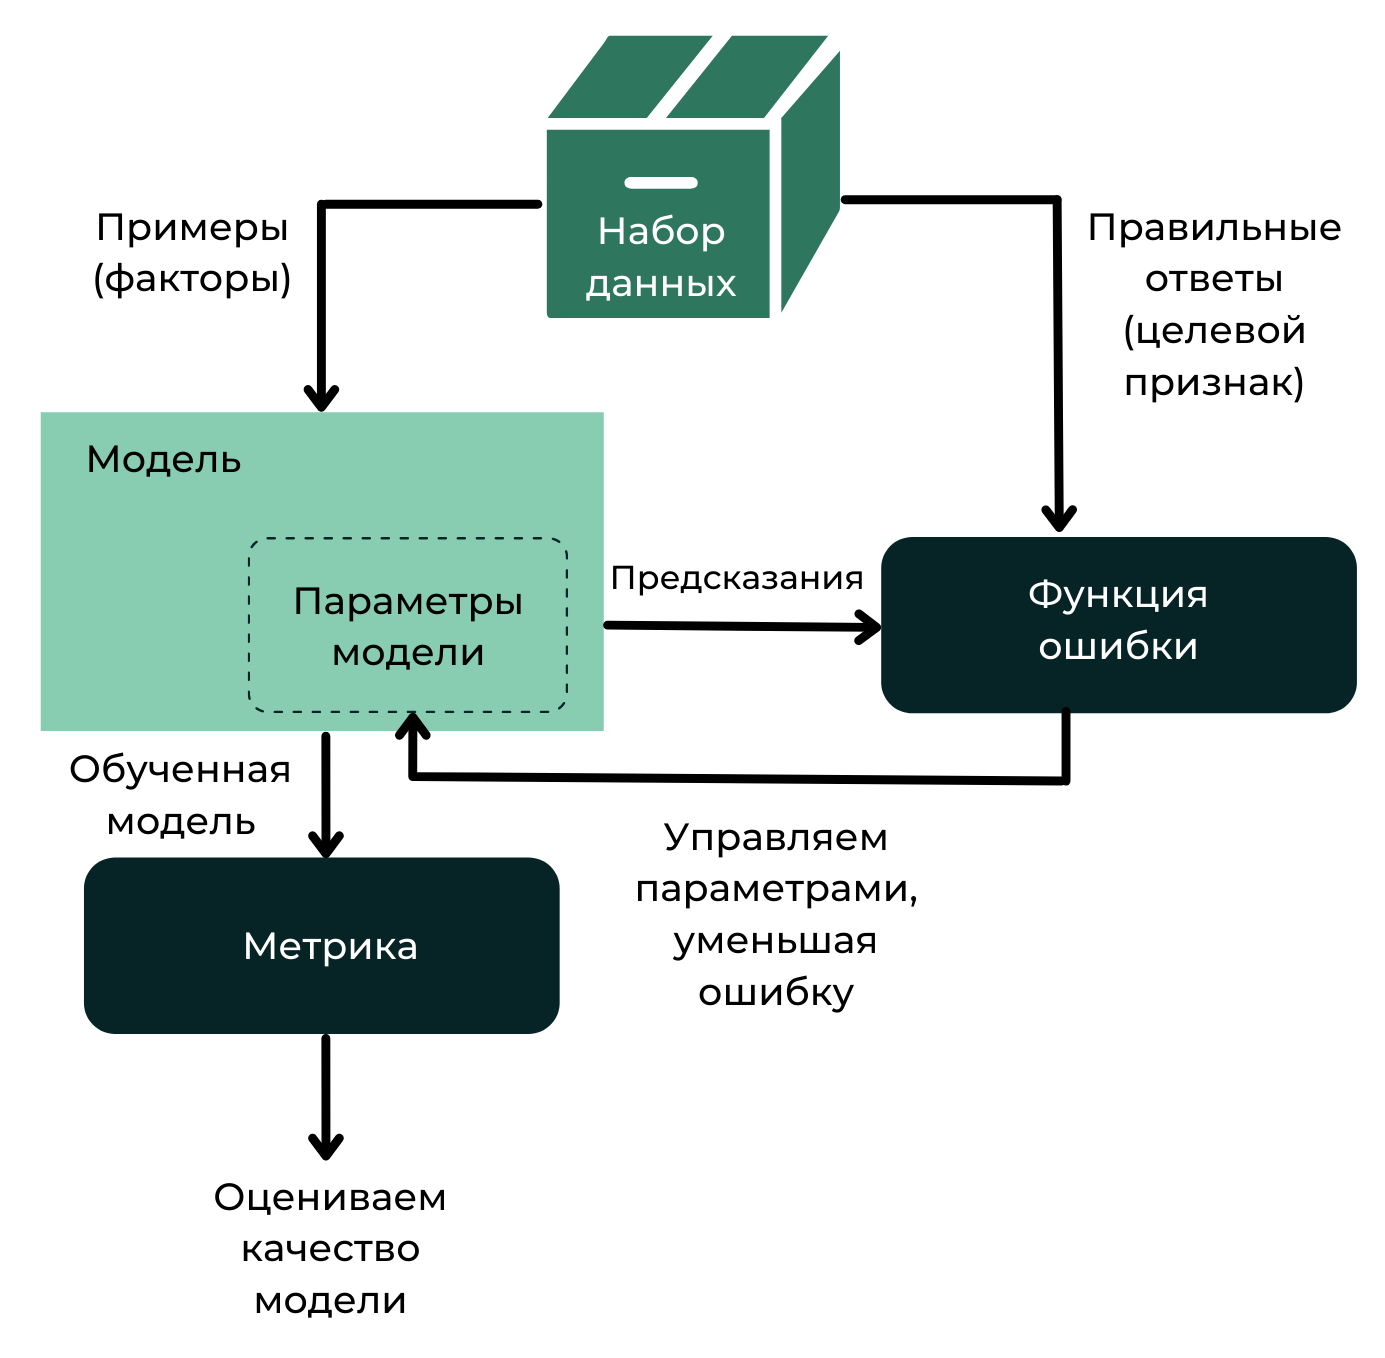 Набор
данных
Примеры
(факторы)
Правильные
ответы
(целевой
признак)
Модель
Параметры
модели
Предсказания
Функция
ошибки
Обученная
модель
Управляем
параметрами,
уменьшая
ошибку
Метрика
Оцениваем
качество
модели